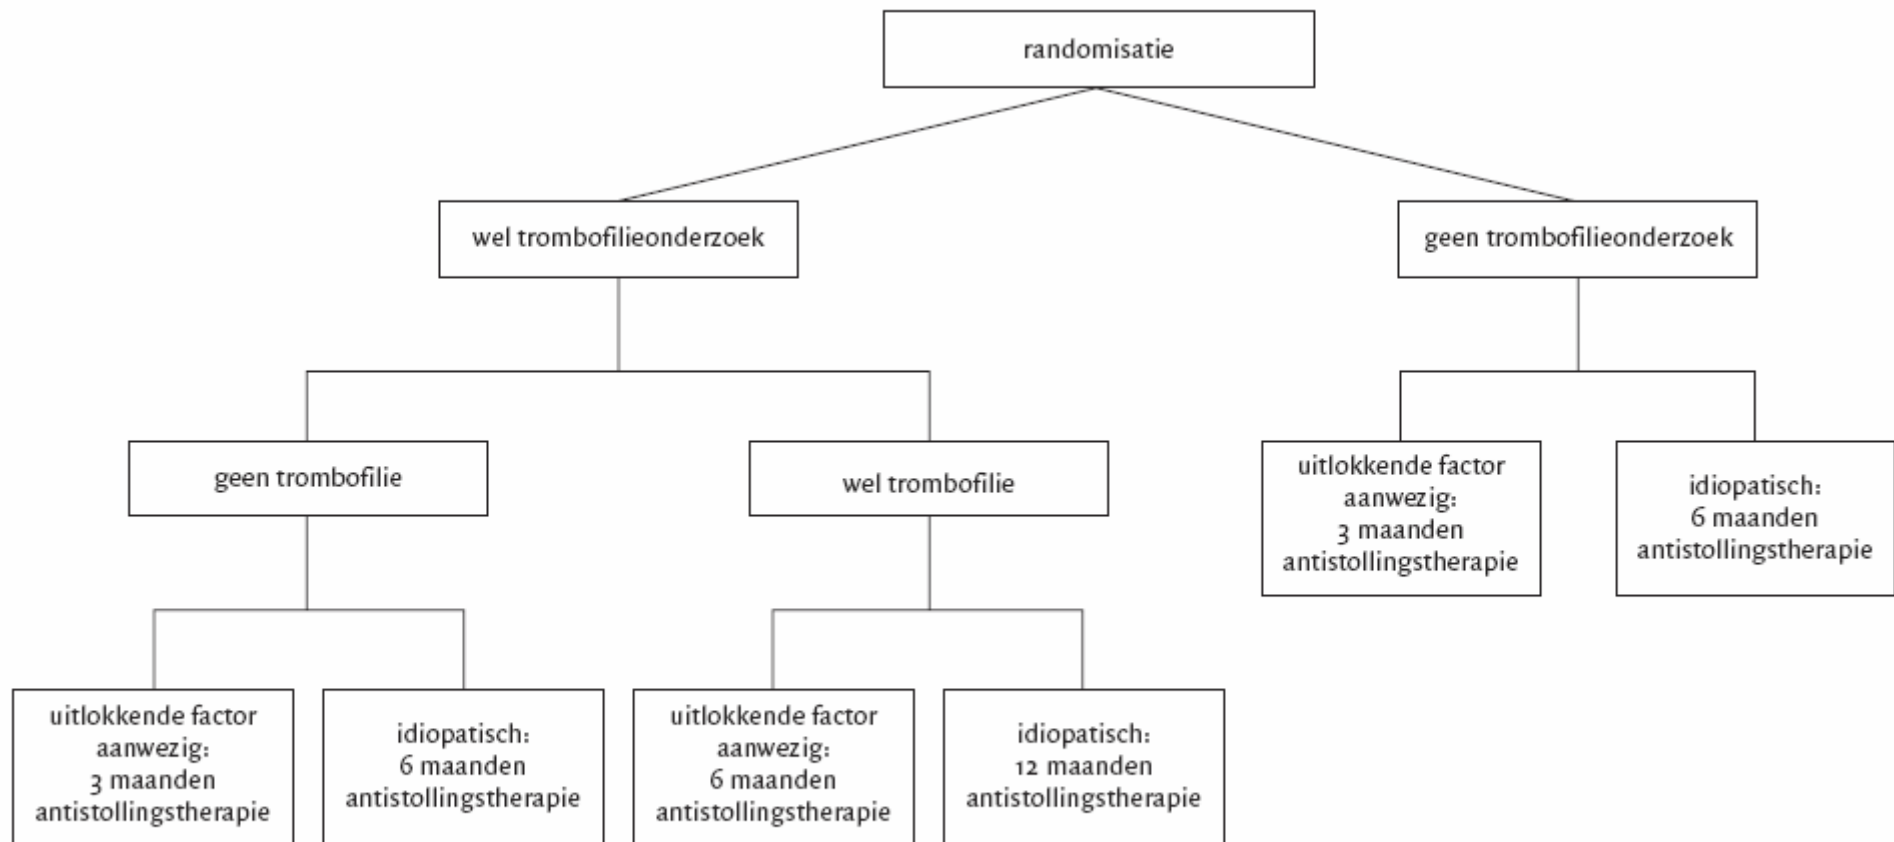 randomisatie
wel trombofilieonderzoek
geen trombofilieonderzoek
geen trombofilie
wel trombofilie
uitlokkende factor
aanwezig:
3 maanden
antistollingstherapie
idiopatisch:
6 maanden
antistollingstherapie
uitlokkende factor
aanwezig:
3 maanden
antistollingstherapie
idiopatisch:
6 maanden
antistollingstherapie
uitlokkende factor
aanwezig:
6 maanden
antistollingstherapie
idiopatisch:
12 maanden
antistollingstherapie